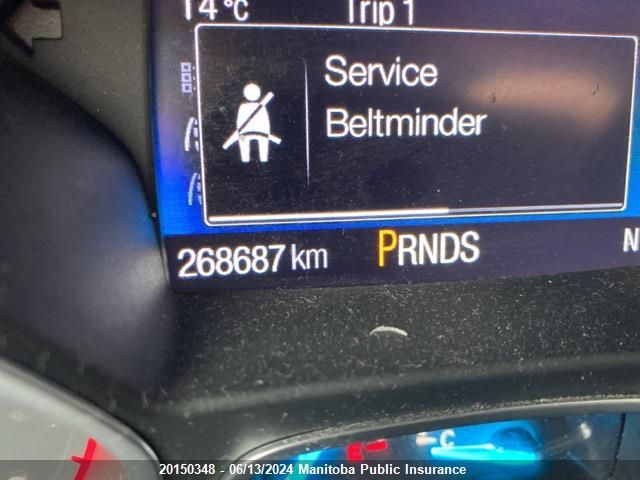 14°C Trip 1
Service
Beltminder
268687 km PRNDS N
E C
20150348 - 06/13/2024 Manitoba Public Insurance